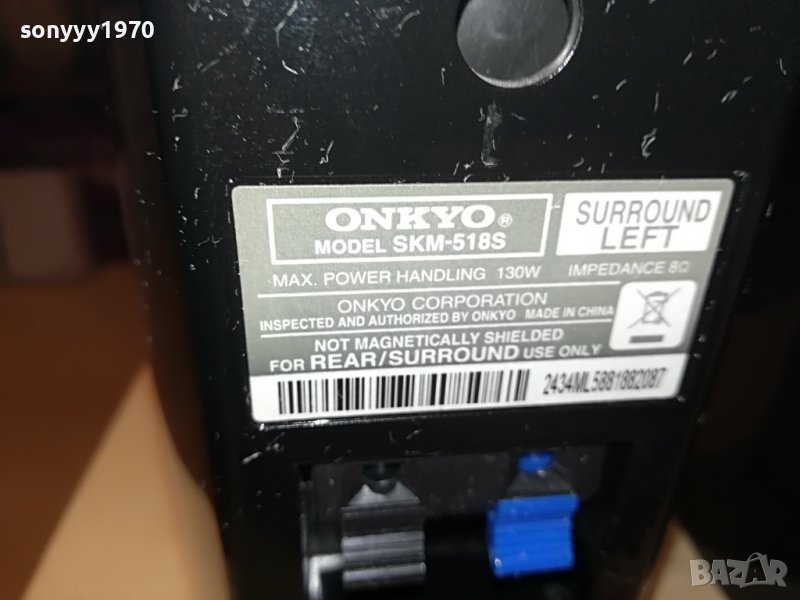 sonyyy1970
ONKYO®
MODEL SKM-518S
SURROUND
LEFT
MAX. POWER HANDLING 130W IMPEDANCE 8Ω
ONKYO CORPORATION
INSPECTED AND AUTHORIZED BY ONKYO MADE IN CHINA
NOT MAGNETICALLY SHIELDED
FOR REAR/SURROUND USE ONLY
2434ML5881882087
BAZAR